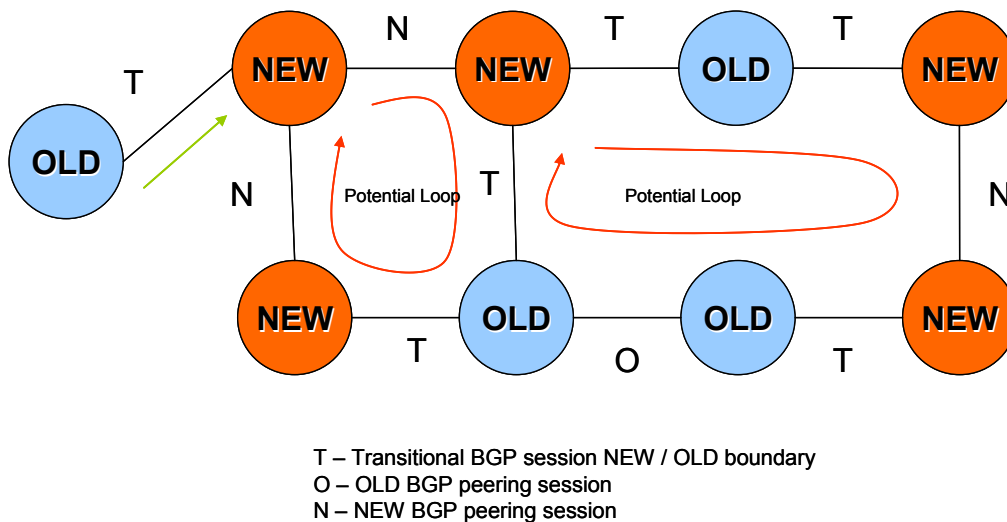 N
T
T
T
NEW
NEW
OLD
NEW
OLD
N
Potential Loop
T
Potential Loop
N
NEW
OLD
OLD
NEW
T
O
T
T – Transitional BGP session NEW / OLD boundary
O – OLD BGP peering session
N – NEW BGP peering session